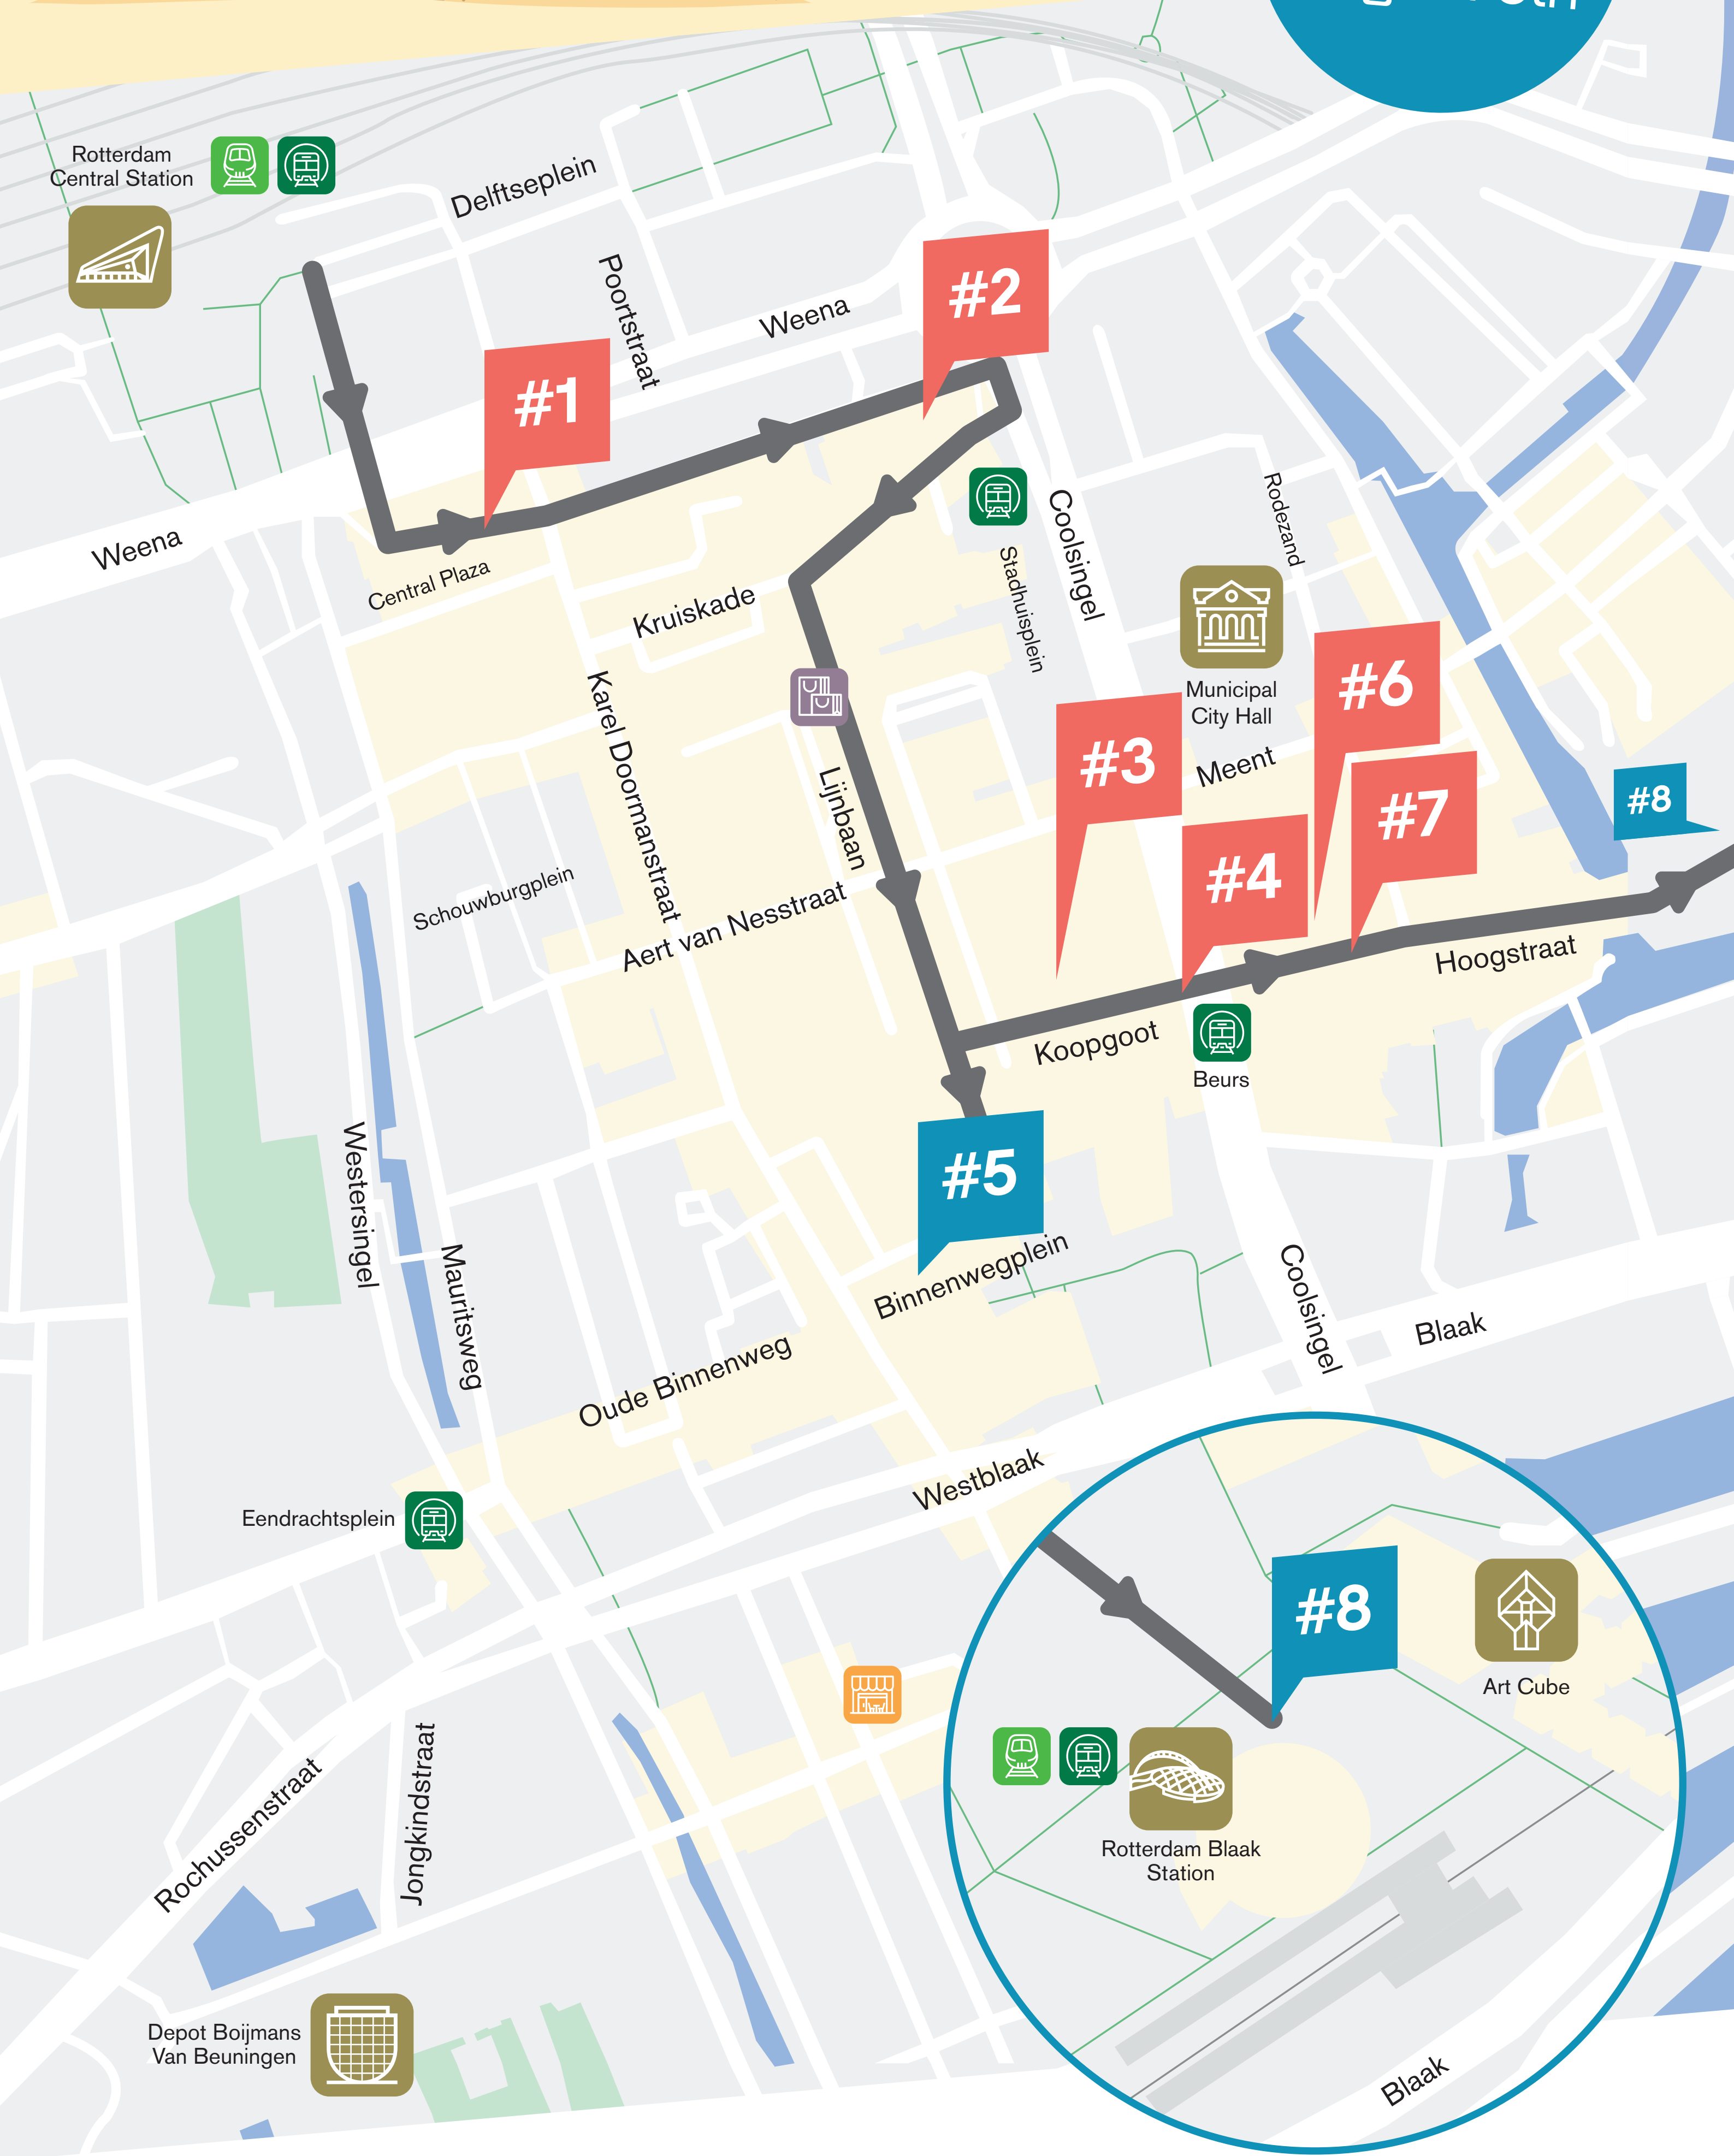 Rotterdam
Central Station
Delftseplein
Poortstraat
Weena
#2
#1
Weena
Central Plaza
Kruiskade
Coolsingel
Stadhuisplein
Rodezand
Municipal
City Hall
Karel Doormanstraat
Lijnbaan
#6
#3
Meent
#7
#8
#4
Schouwburgplein
Aert van Nesstraat
Hoogstraat
Koopgoot
Beurs
#5
Westersingel
Mauritsweg
Binnenwegplein
Coolsingel
Blaak
Oude Binnenweg
Westblaak
Eendrachtsplein
#8
Art Cube
Rochussenstraat
Jongkindstraat
Rotterdam Blaak
Station
Depot Boijmans
Van Beuningen
Blaak